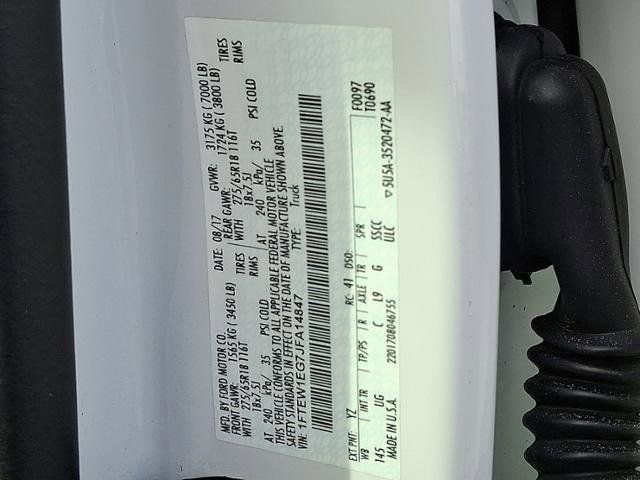 MFD. BY FORD MOTOR CO.
DATE: 08/17 GVWR: 3175 KG ( 7000 LB)
FRONT GAWR: 1565 KG ( 3450 LB) REAR GAWR: 1724 KG ( 3800 LB)
WITH 275/65R18 116T TIRES WITH 275/65R18 116T TIRES
18x7.5J RIMS 18x7.5J RIMS
AT 240 kPa/ 35 PSI COLD AT 240 kPa/ 35 PSI COLD
THIS VEHICLE CONFORMS TO ALL APPLICABLE FEDERAL MOTOR VEHICLE
SAFETY STANDARDS IN EFFECT ON THE DATE OF MANUFACTURE SHOWN ABOVE.
VIN: 1FTEW1EG7JFA14847 TYPE: Truck
F0097
T0690
EXT PNT: YZ RC: 41 DSO:
WB INT TR TP/PS R AXLE TR SPR
145 UG C L9 G SSCC
ULC
MADE IN U.S.A. 2201708046755 5U5A-3520472-AA